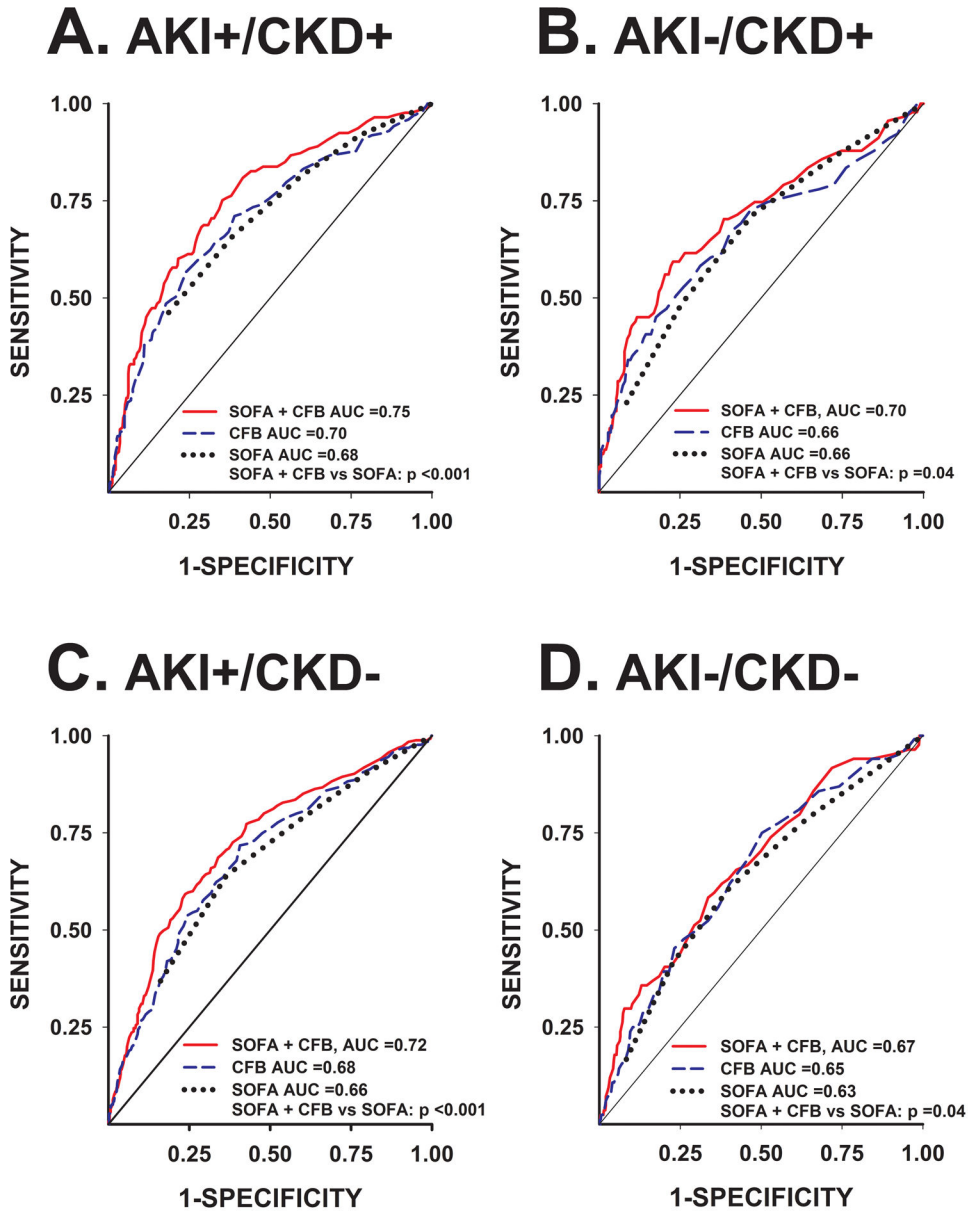 A. AKI+/CKD+
1.00
0.75
0.50
0.25
SENSITIVITY
SOFA + CFB AUC =0.75
CFB AUC =0.70
SOFA AUC =0.68
SOFA + CFB vs SOFA: p <0.001
0.25 0.50 0.75 1.00
1-SPECIFICITY
B. AKI-/CKD+
1.00
0.75
0.50
0.25
SENSITIVITY
SOFA + CFB, AUC =0.70
CFB AUC =0.66
SOFA AUC =0.66
SOFA + CFB vs SOFA: p =0.04
0.25 0.50 0.75 1.00
1-SPECIFICITY
C. AKI+/CKD-
1.00
0.75
0.50
0.25
SENSITIVITY
SOFA + CFB, AUC =0.72
CFB AUC =0.68
SOFA AUC =0.66
SOFA + CFB vs SOFA: p <0.001
0.25 0.50 0.75 1.00
1-SPECIFICITY
D. AKI-/CKD-
1.00
0.75
0.50
0.25
SENSITIVITY
SOFA + CFB, AUC =0.67
CFB AUC =0.65
SOFA AUC =0.63
SOFA + CFB vs SOFA: p =0.04
0.25 0.50 0.75 1.00
1-SPECIFICITY